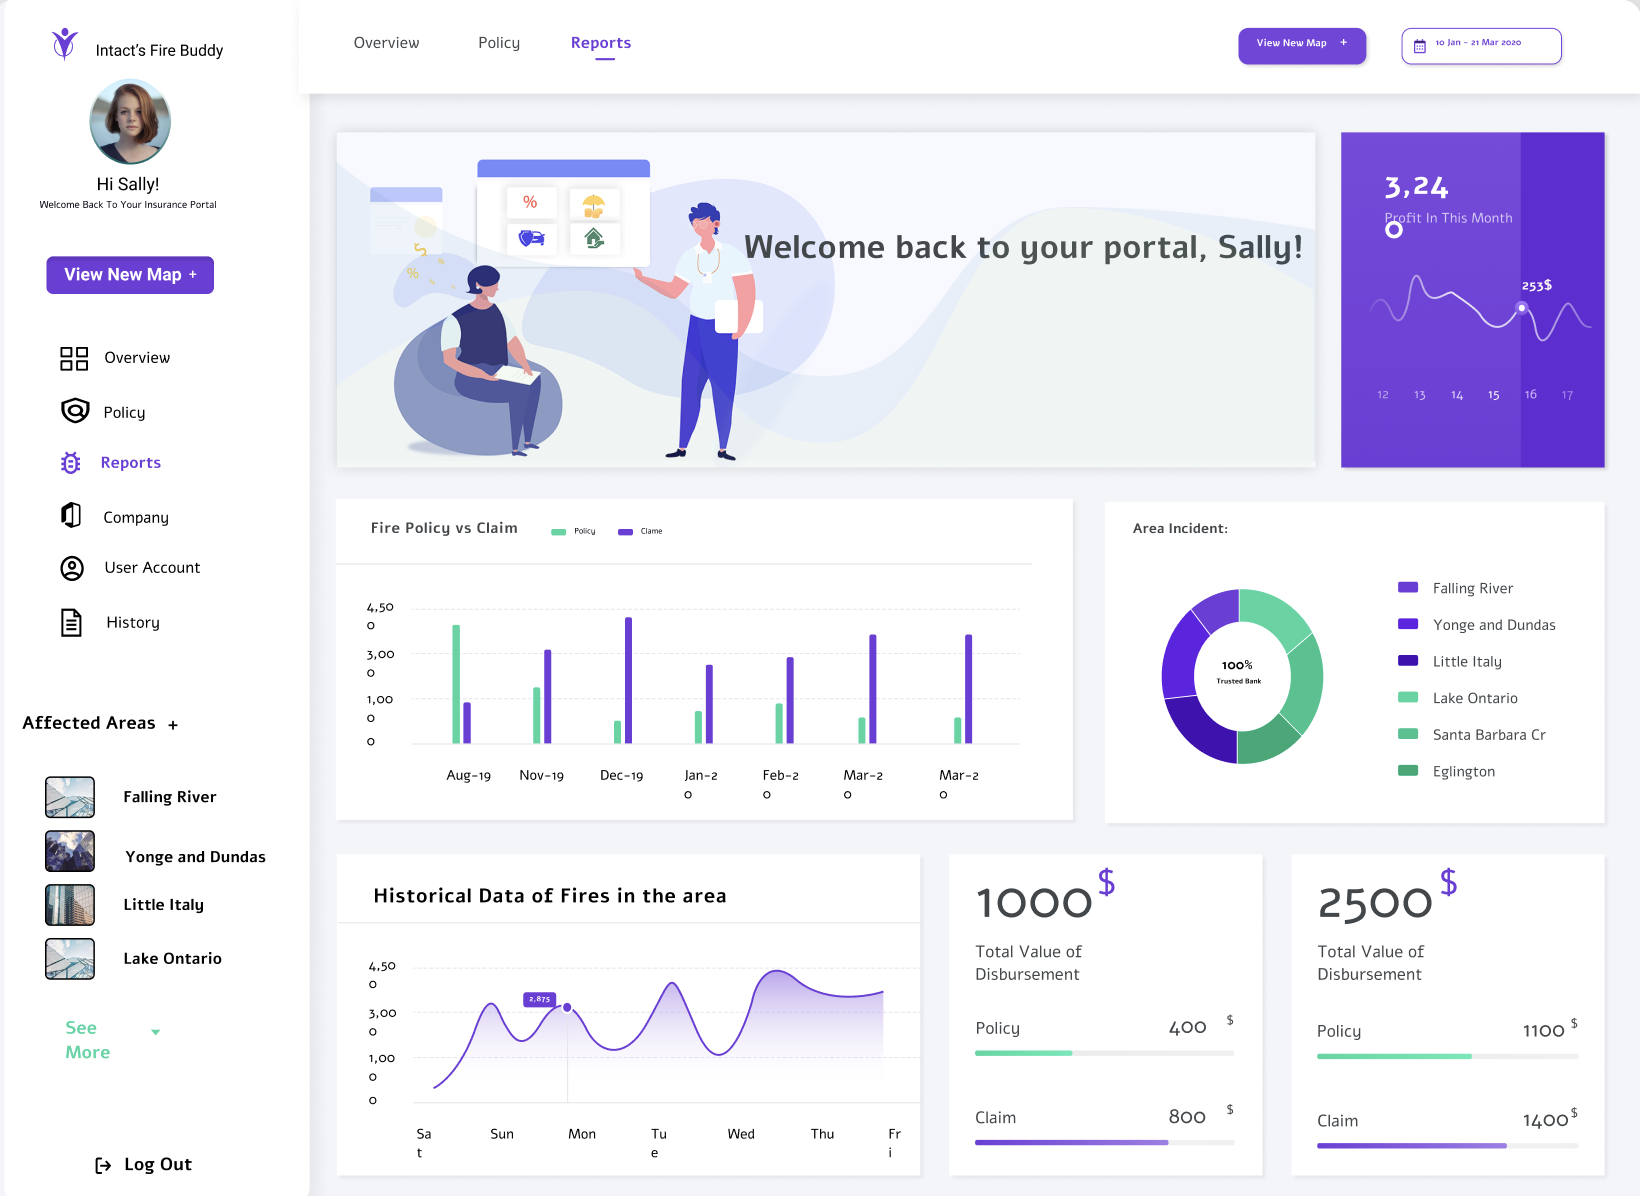 Intact's Fire Buddy
Hi Sally!
Welcome Back To Your Insurance Portal
View New Map +
Overview
Policy
Reports
Company
User Account
History
Affected Areas +
Falling River
Yonge and Dundas
Little Italy
Lake Ontario
See
More
Log Out
Overview Policy Reports
View New Map +
10 Jan - 21 Mar 2020
%
$
%
Welcome back to your portal, Sally!
3,24
0
Profit In This Month
253$
12 13 14 15 16 17
Fire Policy vs Claim
Policy Clame
4,50
0
3,00
0
1,00
0
0
Aug-19 Nov-19 Dec-19 Jan-2
0 Feb-2
0 Mar-2
0 Mar-2
0
Area Incident:
100%
Trusted Bank
Falling River
Yonge and Dundas
Little Italy
Lake Ontario
Santa Barbara Cr
Eglington
Historical Data of Fires in the area
4,50
0
3,00
0
1,00
0
0
2,875
Sa
t Sun Mon Tu
e Wed Thu Fr
i
1000$
Total Value of
Disbursement
Policy 400 $
Claim 800 $
2500$
Total Value of
Disbursement
Policy 1100 $
Claim 1400 $